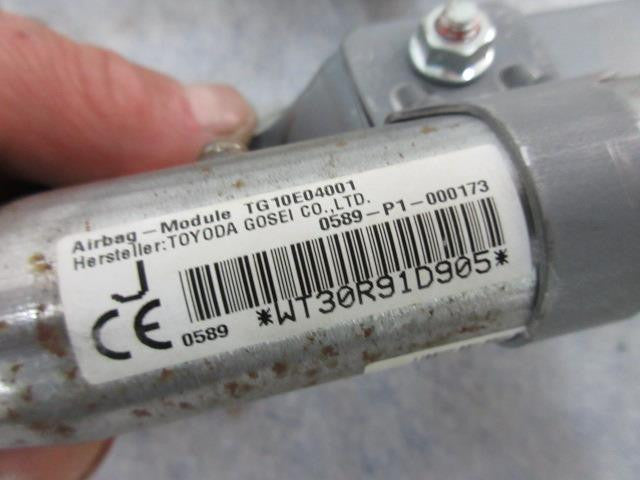 Airbag-Module TG10E04001
Hersteller:TOYODA GOSEI CO.,LTD.
0589-P1-000173
J
CE 0589
*WT30R91D905*